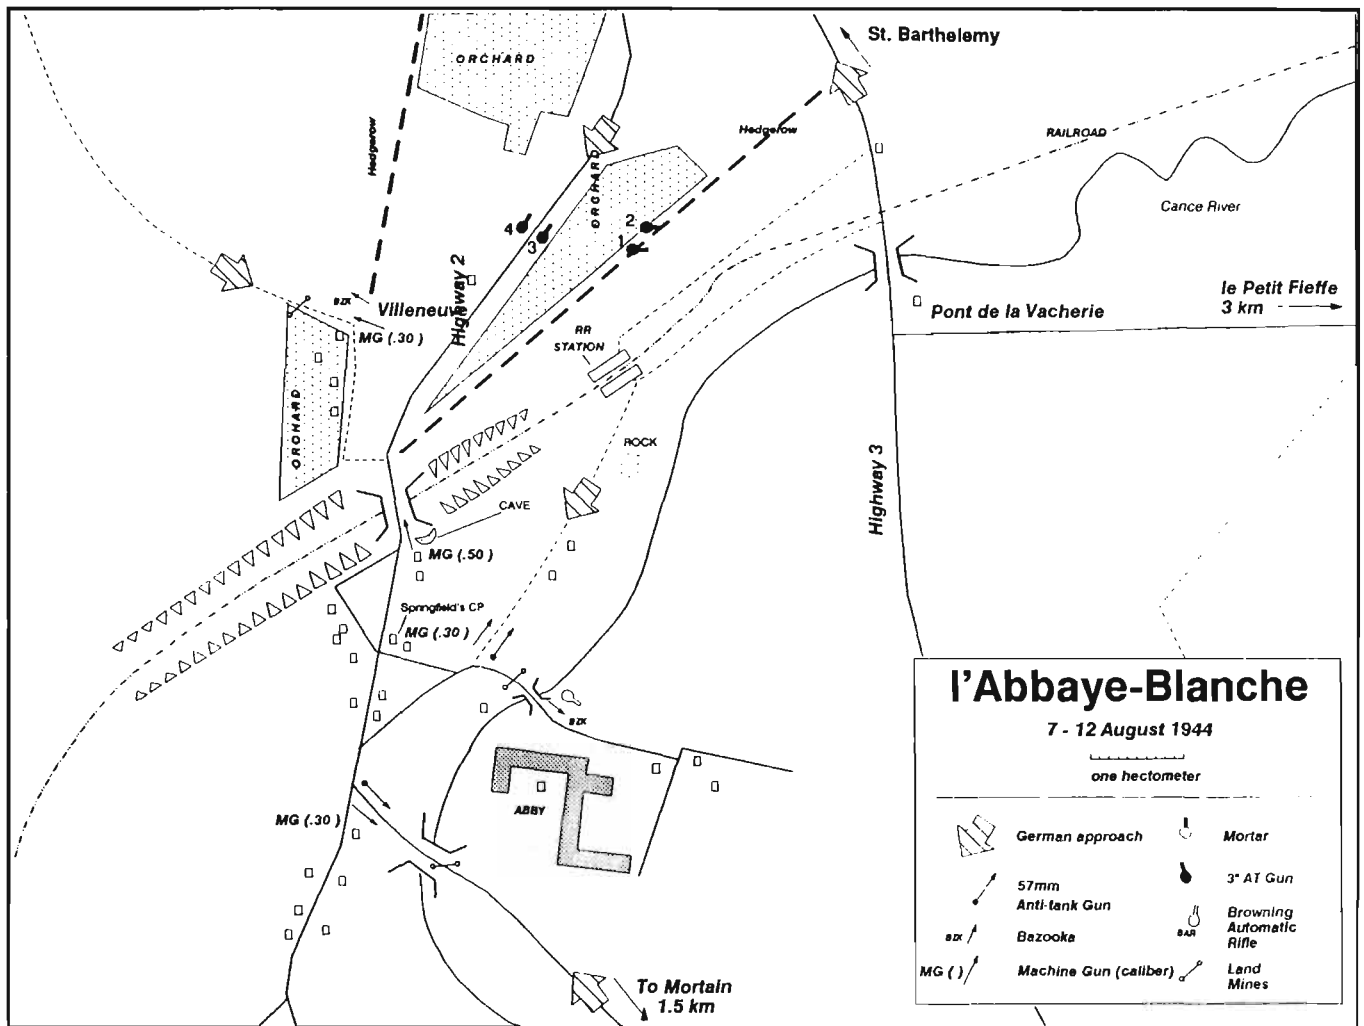 St. Barthelemy
ORCHARD
Hedgerow
Hedgerow
RAILROAD
ORCHARD
Cance River
4
3
2
1
Highway 2
le Petit Fieffe
3 km
BZK
Villeneuv
MG (.30 )
Pont de la Vacherie
RR
STATION
ORCHARD
ROCK
Highway 3
CAVE
MG (.50 )
Springfield's CP
MG (.30 )
BZK
ABBY
MG (.30 )
To Mortain
1.5 km
l'Abbaye-Blanche
7 - 12 August 1944
one hectometer
German approach
Mortar
57mm
Anti-tank Gun
3" AT Gun
BZK
Bazooka
BAR
Browning
Automatic
Rifle
MG ( )
Machine Gun (caliber)
Land
Mines